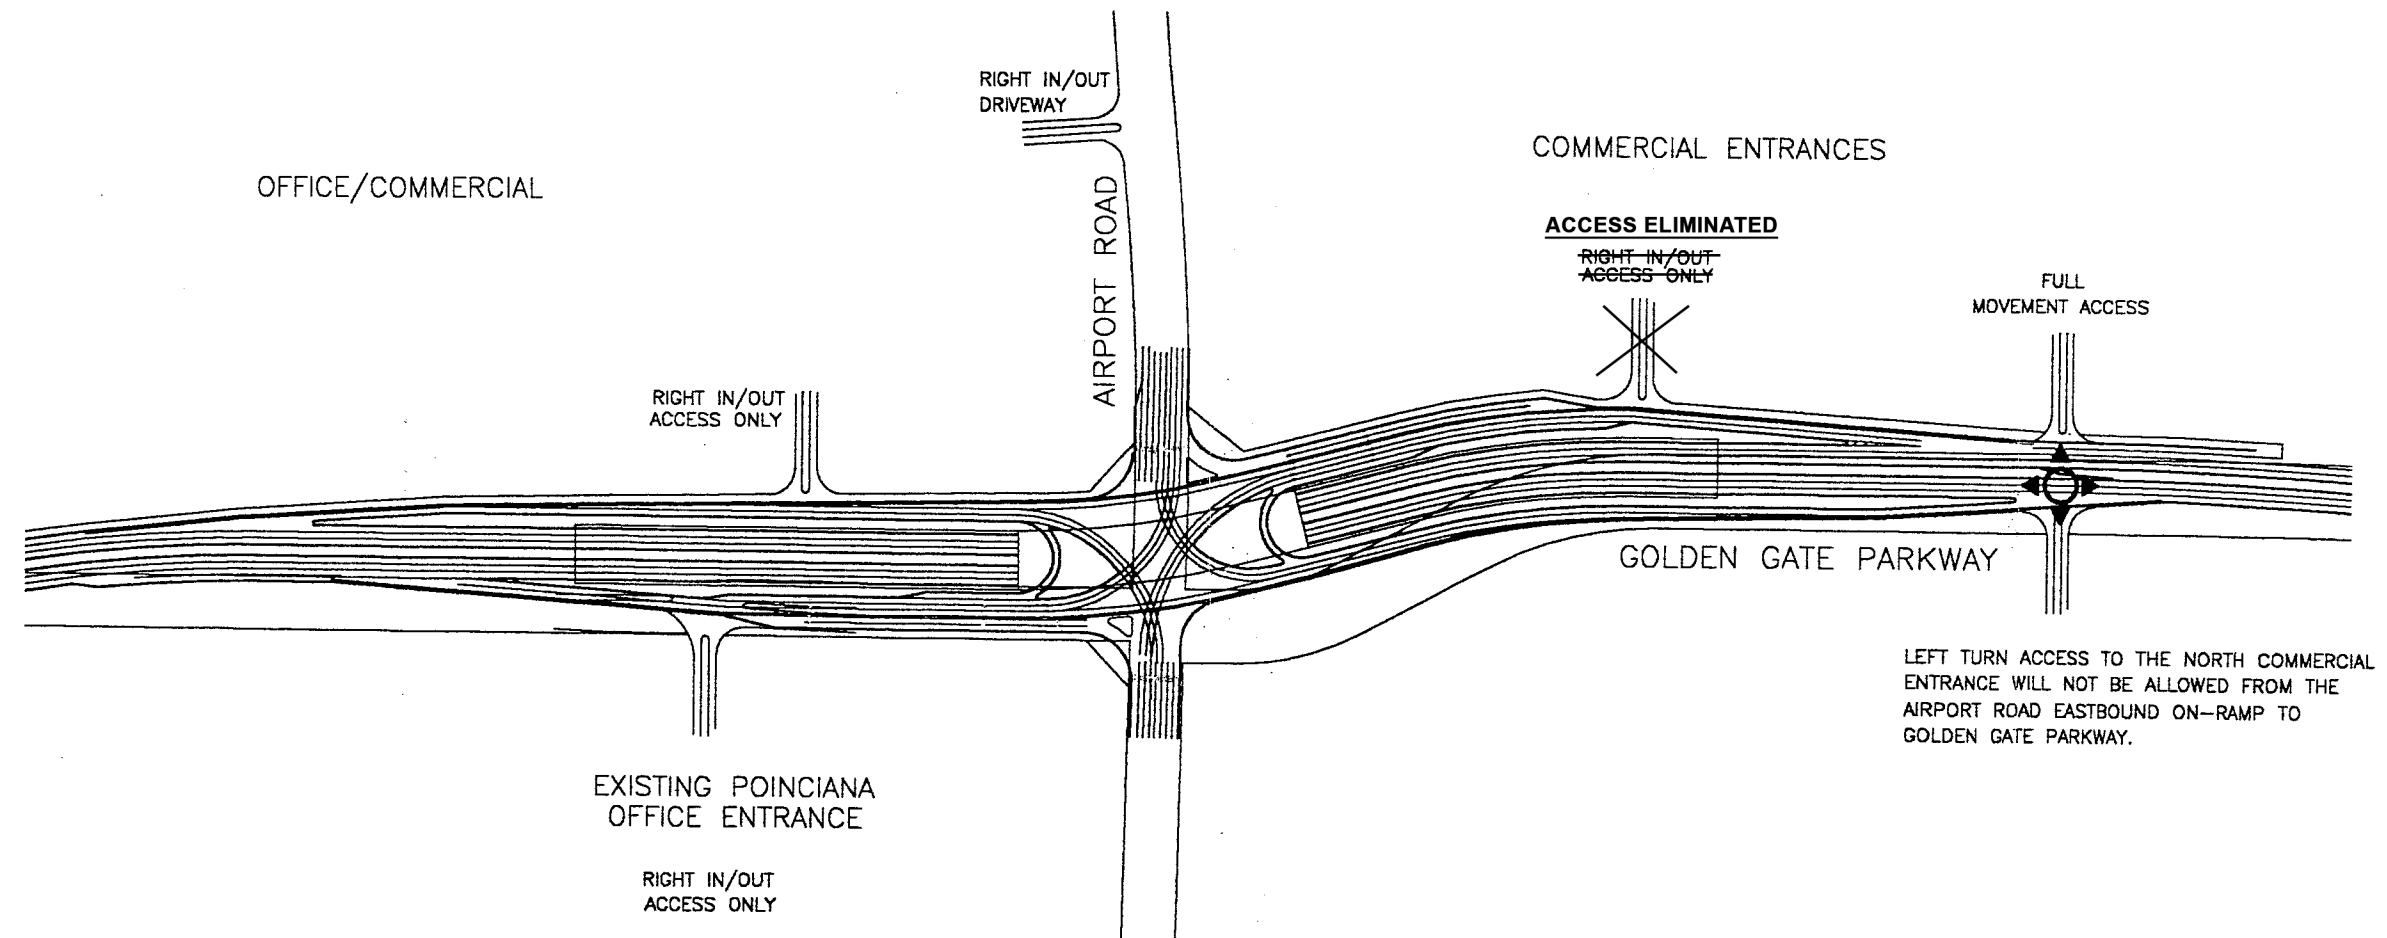 RIGHT IN/OUT
DRIVEWAY
OFFICE/COMMERCIAL
AIRPORT ROAD
COMMERCIAL ENTRANCES
ACCESS ELIMINATED
RIGHT IN/OUT
ACCESS ONLY
FULL
MOVEMENT ACCESS
RIGHT IN/OUT
ACCESS ONLY
GOLDEN GATE PARKWAY
LEFT TURN ACCESS TO THE NORTH COMMERCIAL
ENTRANCE WILL NOT BE ALLOWED FROM THE
AIRPORT ROAD EASTBOUND ON-RAMP TO
GOLDEN GATE PARKWAY.
EXISTING POINCIANA
OFFICE ENTRANCE
RIGHT IN/OUT
ACCESS ONLY